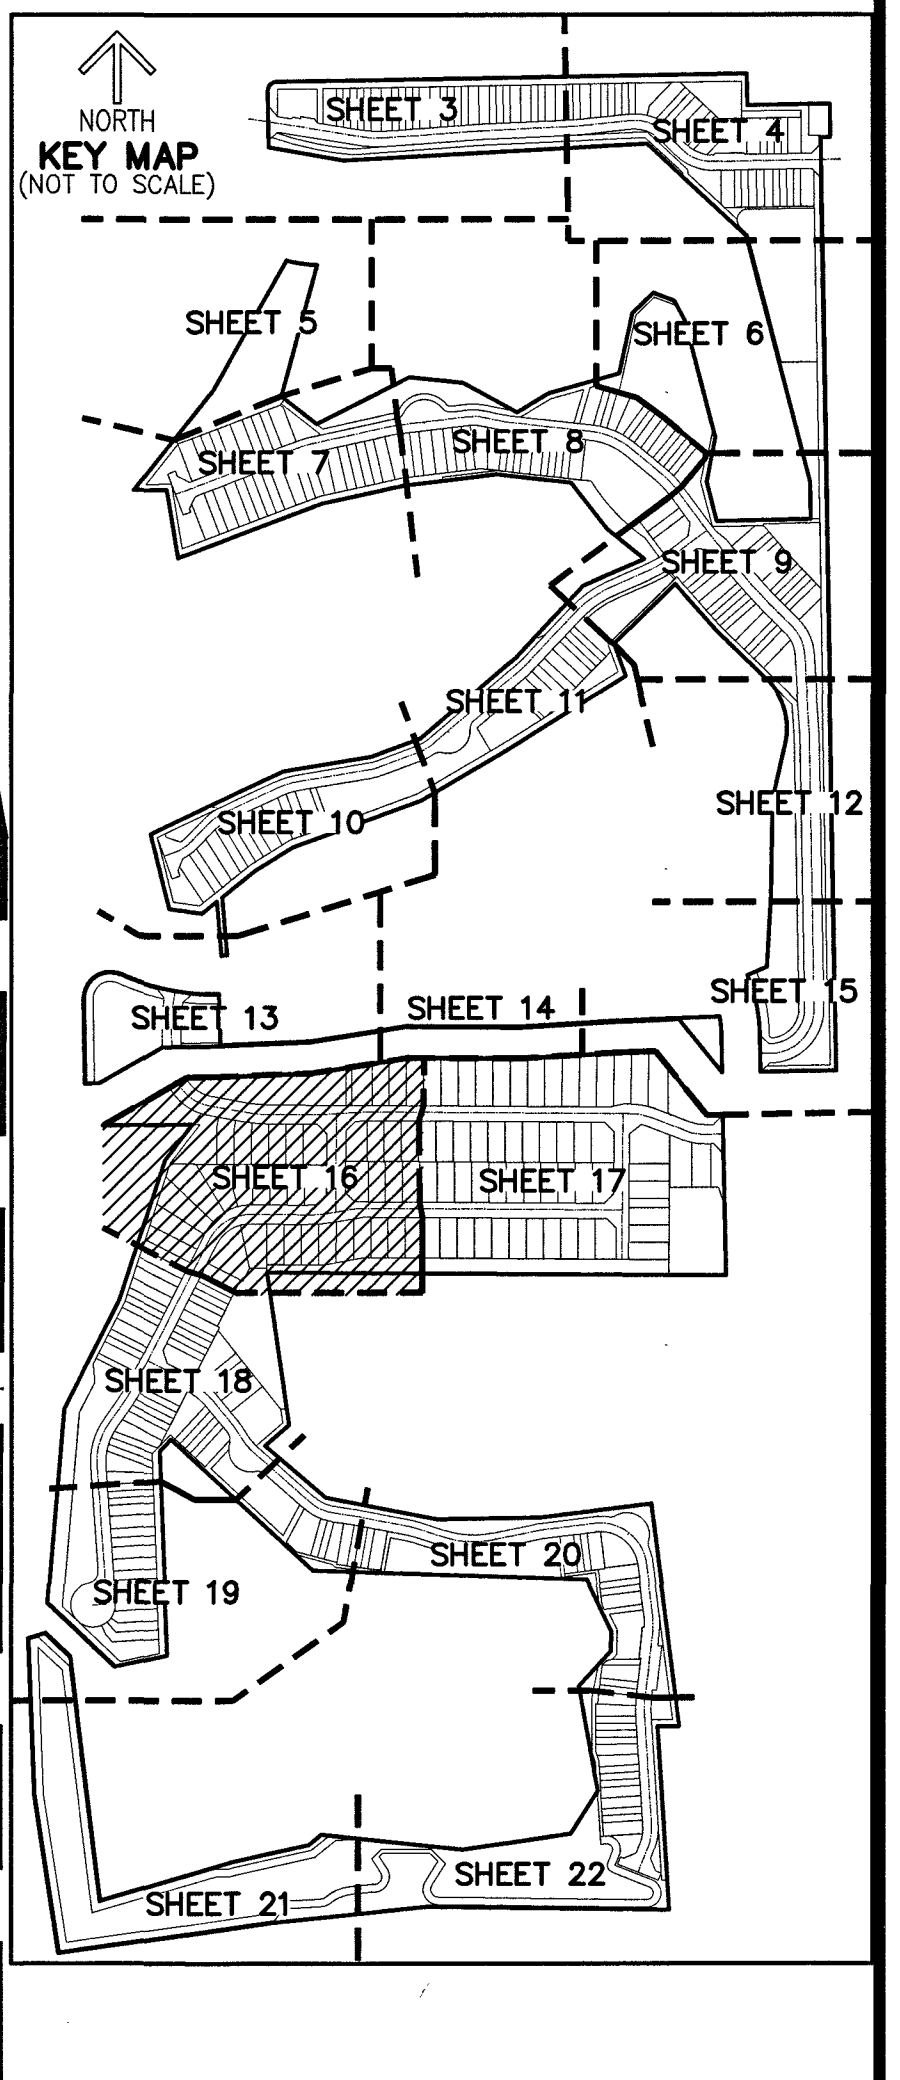 NORTH
KEY MAP
(NOT TO SCALE)
SHEET 3
SHEET 4
SHEET 5
SHEET 6
SHEET 7
SHEET 8
SHEET 9
SHEET 11
SHEET 10
SHEET 12
SHEET 13
SHEET 14
SHEET 15
SHEET 16
SHEET 17
SHEET 18
SHEET 19
SHEET 20
SHEET 21
SHEET 22